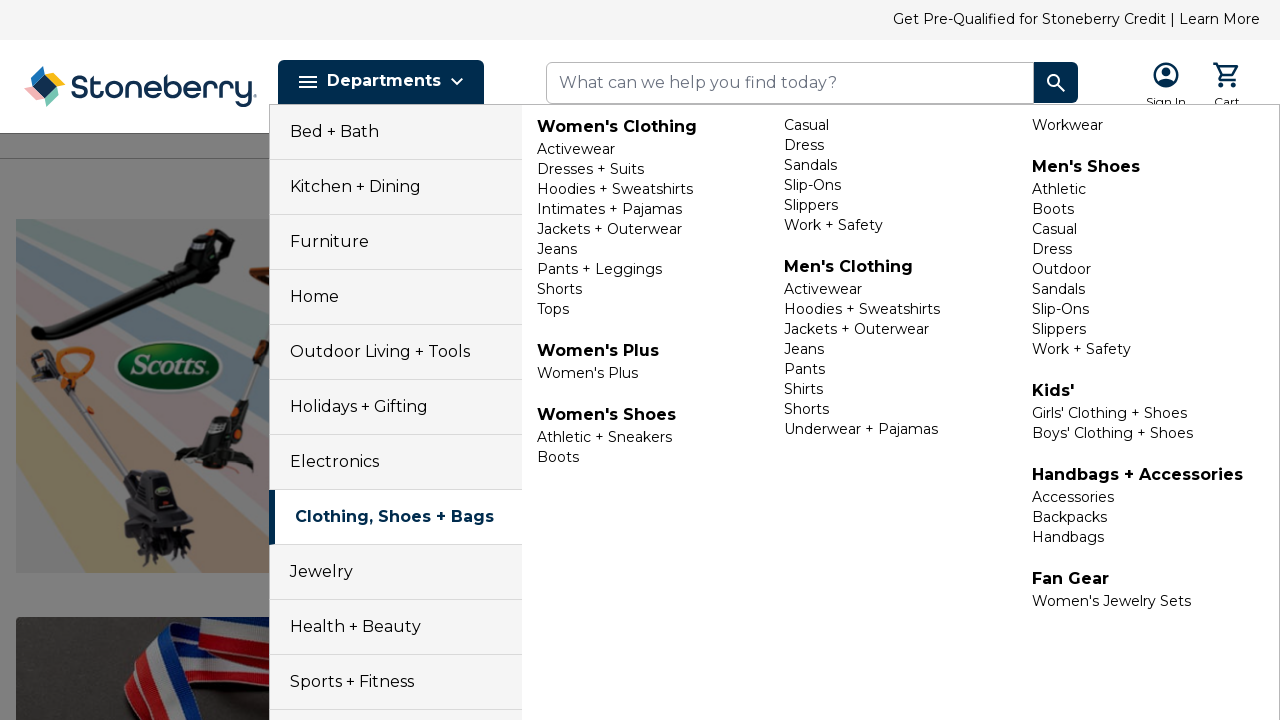 Get Pre-Qualified for Stoneberry Credit | Learn More
Stoneberry
Departments
What can we help you find today?
Sign In
Cart
Bed + Bath
Kitchen + Dining
Furniture
Home
Outdoor Living + Tools
Holidays + Gifting
Electronics
Clothing, Shoes + Bags
Jewelry
Health + Beauty
Sports + Fitness
Women's Clothing
Activewear
Dresses + Suits
Hoodies + Sweatshirts
Intimates + Pajamas
Jackets + Outerwear
Jeans
Pants + Leggings
Shorts
Tops
Women's Plus
Women's Plus
Women's Shoes
Athletic + Sneakers
Boots
Casual
Dress
Sandals
Slip-Ons
Slippers
Work + Safety
Men's Clothing
Activewear
Hoodies + Sweatshirts
Jackets + Outerwear
Jeans
Pants
Shirts
Shorts
Underwear + Pajamas
Workwear
Men's Shoes
Athletic
Boots
Casual
Dress
Outdoor
Sandals
Slip-Ons
Slippers
Work + Safety
Kids'
Girls' Clothing + Shoes
Boys' Clothing + Shoes
Handbags + Accessories
Accessories
Backpacks
Handbags
Fan Gear
Women's Jewelry Sets
Scotts